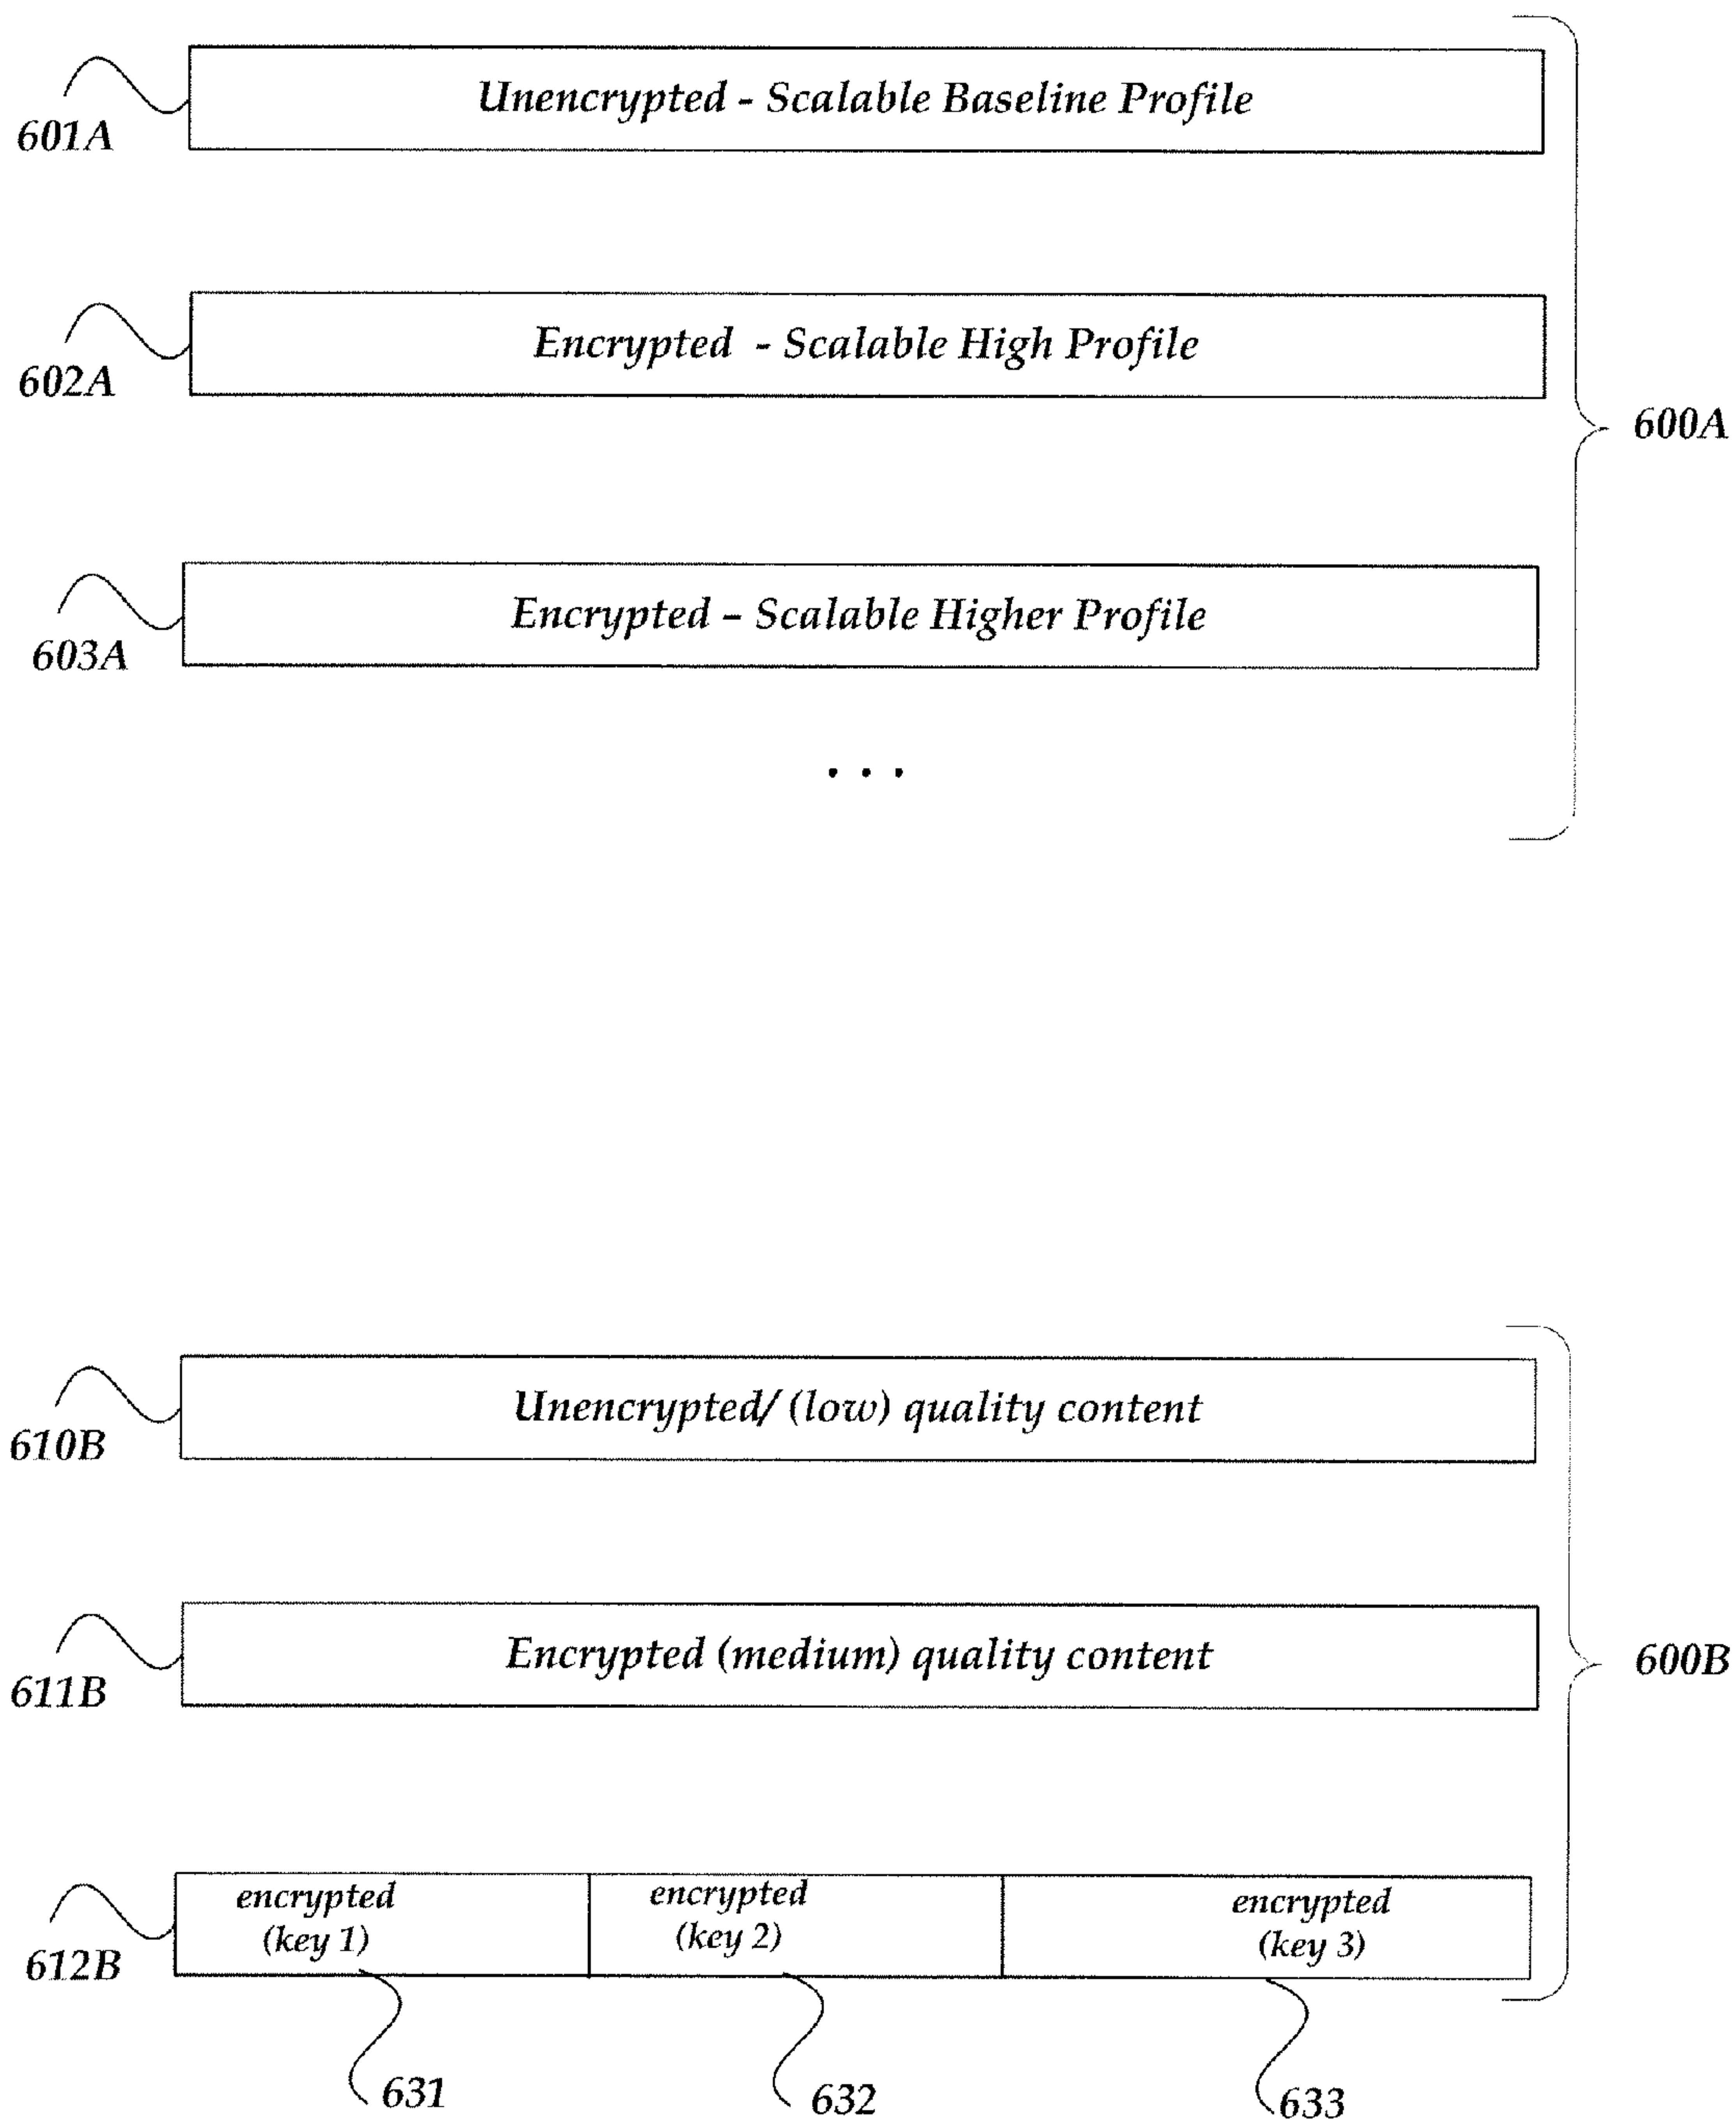 Unencrypted - Scalable Baseline Profile
601A
Encrypted - Scalable High Profile
602A
600A
Encrypted – Scalable Higher Profile
603A
. . .
Unencrypted/ (low) quality content
610B
Encrypted (medium) quality content
611B
600B
encrypted
(key 1)
encrypted
(key 2)
encrypted
(key 3)
612B
631
632
633